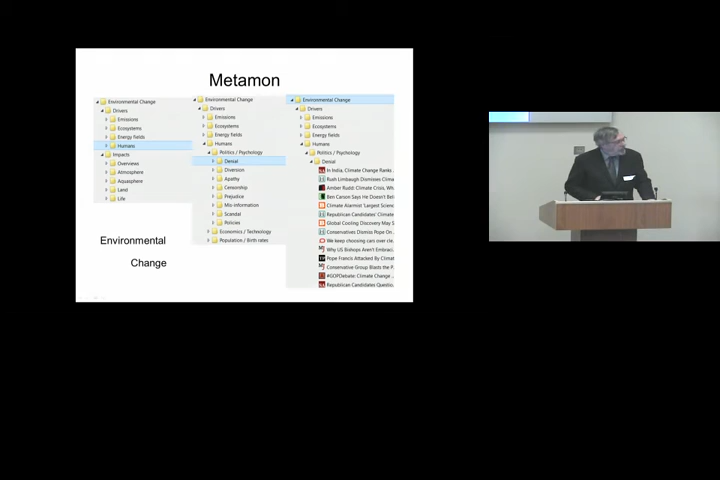 Metamon
Environmental Change
Drivers
Emissions
Ecosystems
Energy fields
Humans
Impacts
Overviews
Atmosphere
Aquasphere
Land
Life
Environmental Change
Drivers
Emissions
Ecosystems
Energy fields
Humans
Politics / Psychology
Denial
Diversion
Apathy
Censorship
Prejudice
Mis-information
Scandal
Policies
Economics / Technology
Population / Birth rates
Environmental Change
Drivers
Emissions
Ecosystems
Energy fields
Humans
Politics / Psychology
Denial
In India, Climate Change Ranks
Rush Limbaugh Dismisses Clima
Amber Rudd: Climate Crisis, Wh
Ben Carson Says He Doesn't Bel
Climate Alarmist 'Largest Scienc
Republican Candidates' Climate
Global Cooling Discovery May S
Conservatives Dismiss Pope On
We keep choosing cars over cle
Why US Bishops Aren't Embraci
Pope Francis Attacked By Climat
Conservative Group Blasts the P
#GOPDebate: Climate Change
Republican Candidates Questio
Environmental
Change